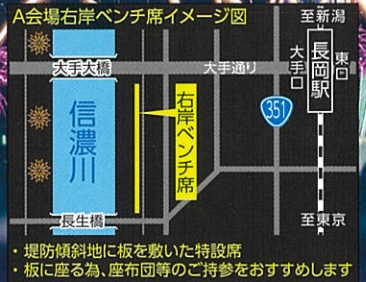 A会場右岸ベンチ席イメージ図
至新潟
大手大橋
大手通り
大手口
長岡駅
東口
信濃川
右岸ベンチ席
351
長生橋
至東京
・堤防傾斜地に板を敷いた特設席
・板に座る為、座布団等のご持参をおすすめします